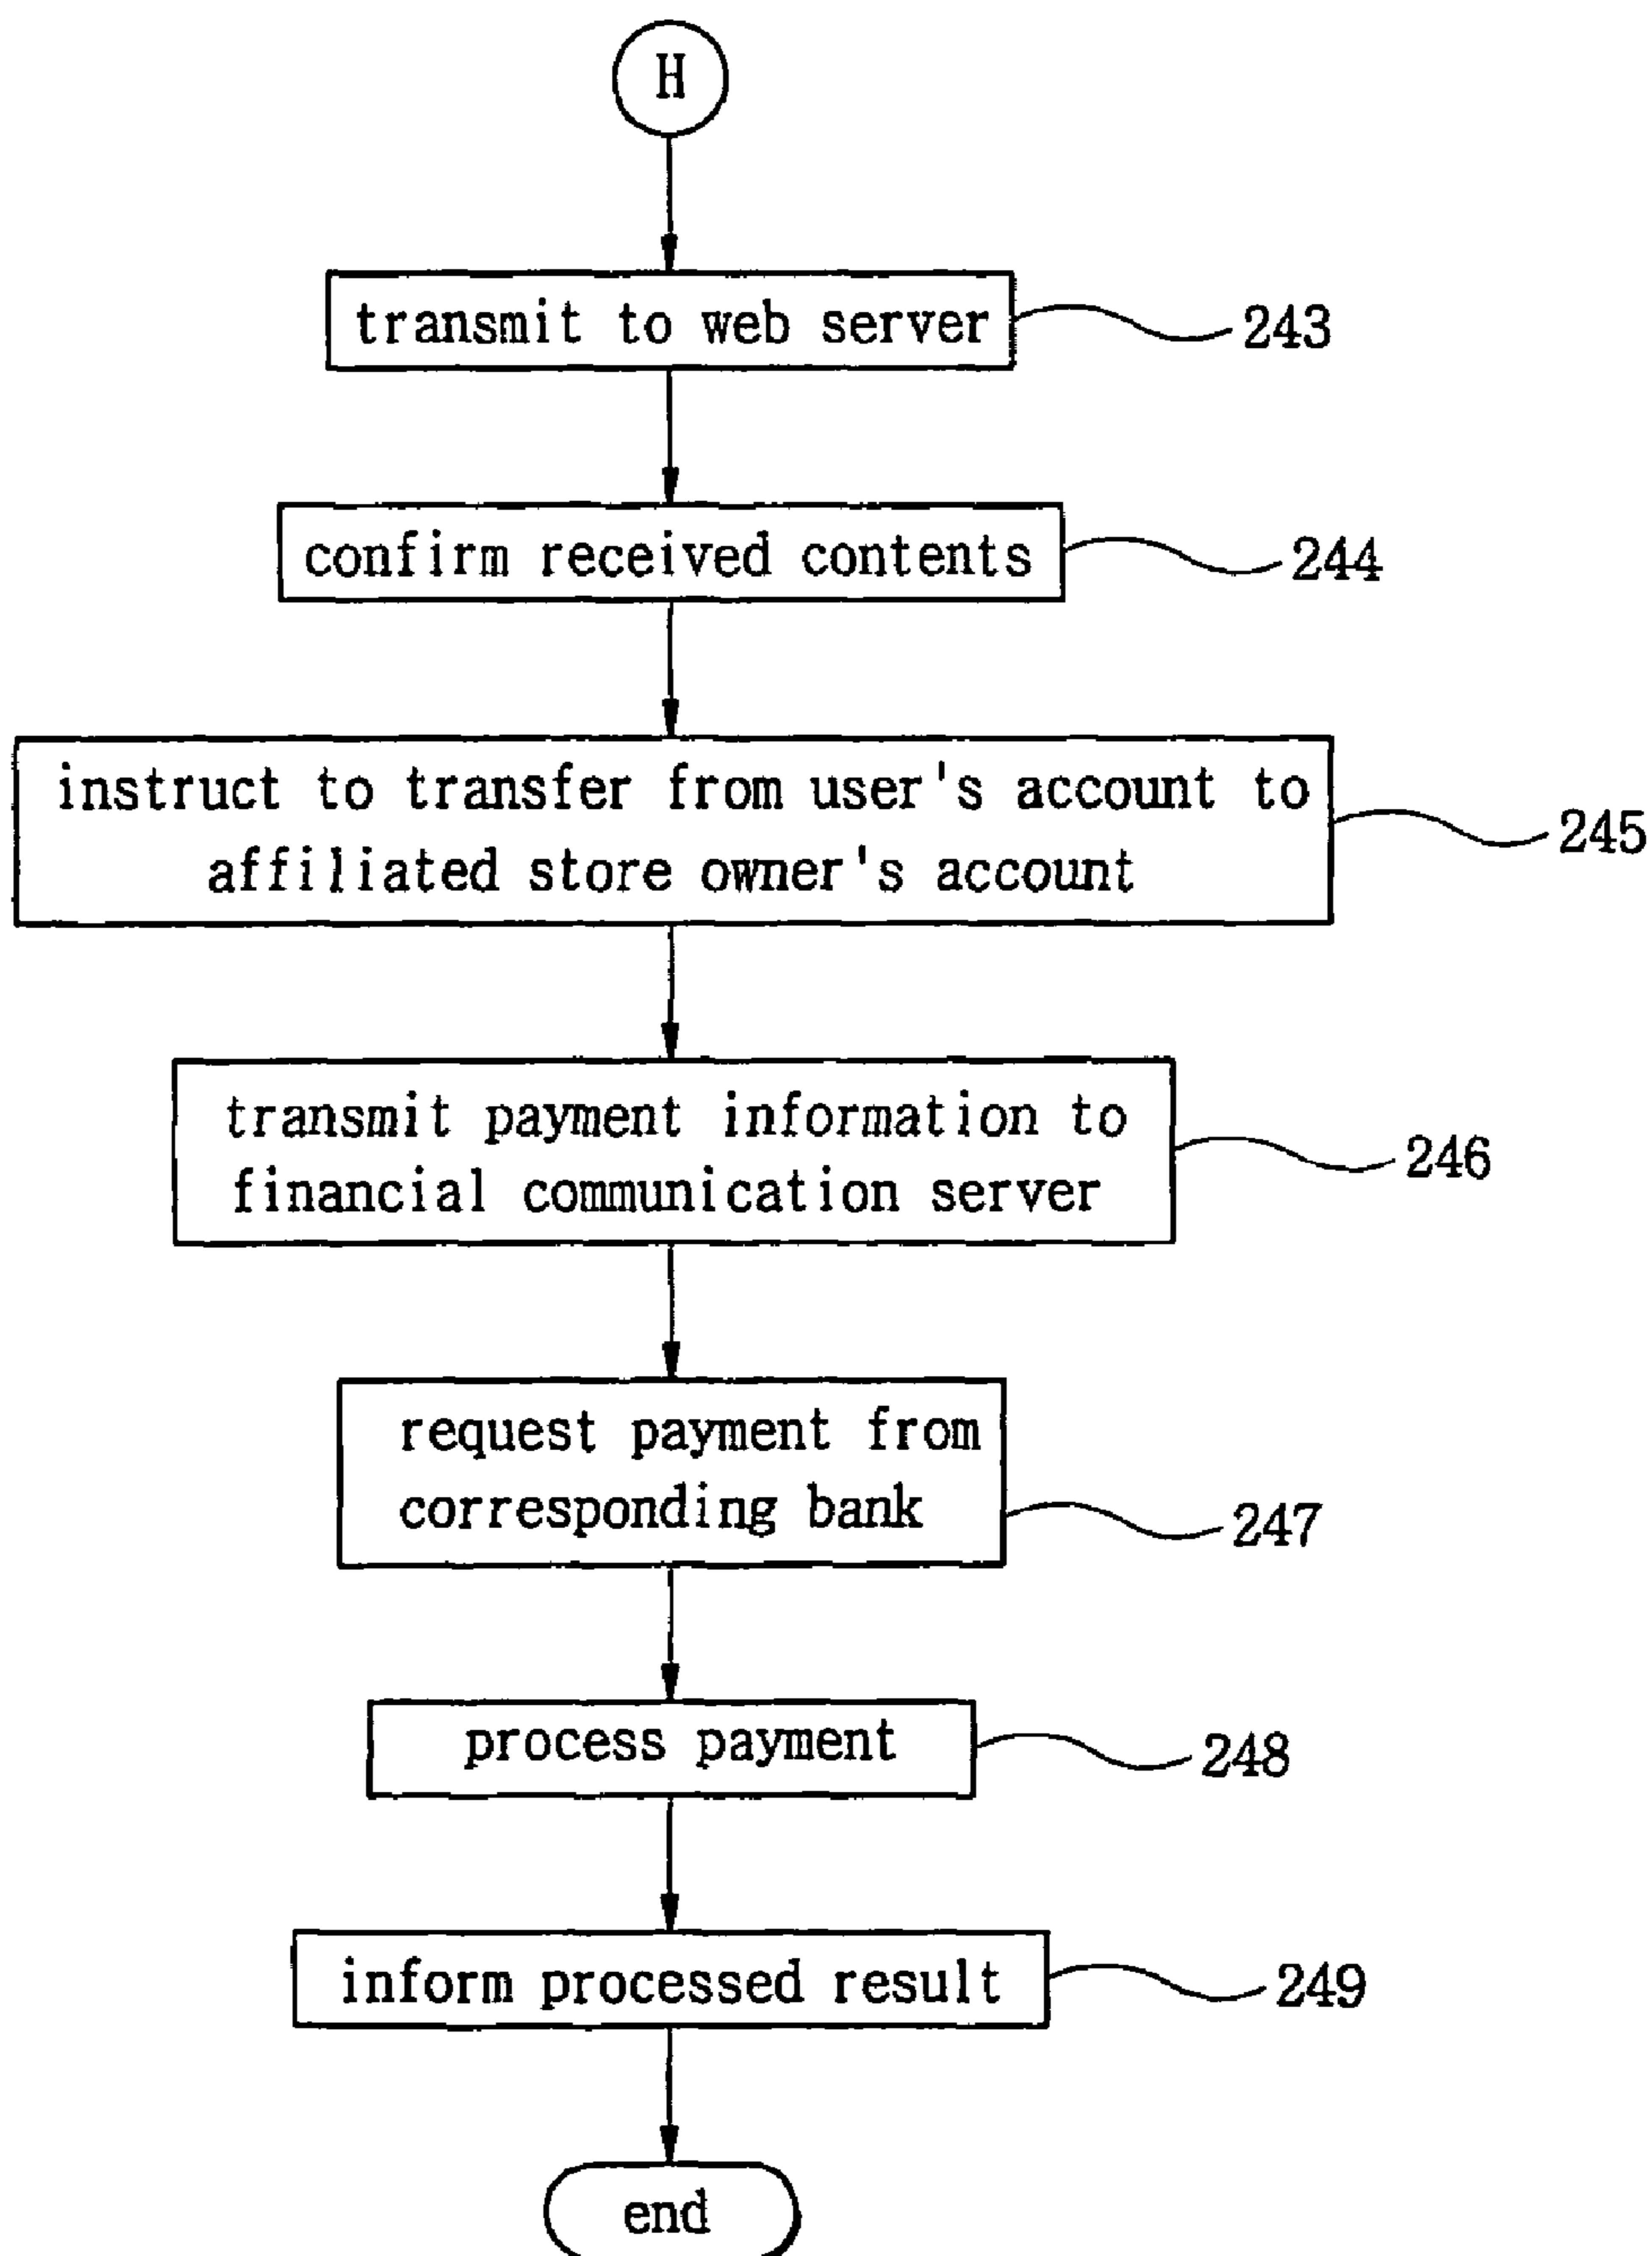 H
transmit to web server
243
confirm received contents
244
instruct to transfer from user's account to
affiliated store owner's account
245
transmit payment information to
financial communication server
246
request payment from
corresponding bank
247
process payment
248
inform processed result
249
end